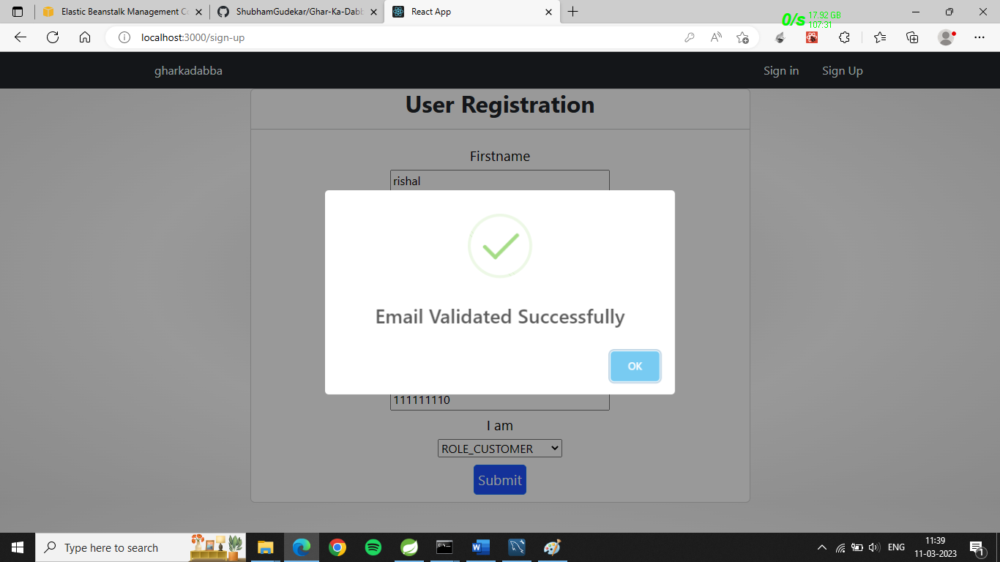 Elastic Beanstalk Management Co
ShubhamGudekar/Ghar-Ka-Dabb
React App
0/s
17.92 GB
107:31
localhost:3000/sign-up
gharkadabba
Sign in
Sign Up
User Registration
Firstname
rishal
Email Validated Successfully
OK
111111110
I am
ROLE_CUSTOMER
Submit
Type here to search
ENG
11:39
11-03-2023
1